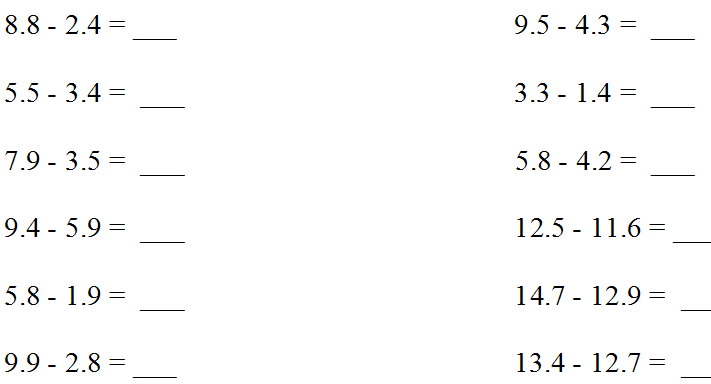 8.8 - 2.4 = ___ 9.5 - 4.3 = ___
5.5 - 3.4 = ___ 3.3 - 1.4 = ___
7.9 - 3.5 = ___ 5.8 - 4.2 = ___
9.4 - 5.9 = ___ 12.5 - 11.6 = ___
5.8 - 1.9 = ___ 14.7 - 12.9 = __
9.9 - 2.8 = ___ 13.4 - 12.7 = __